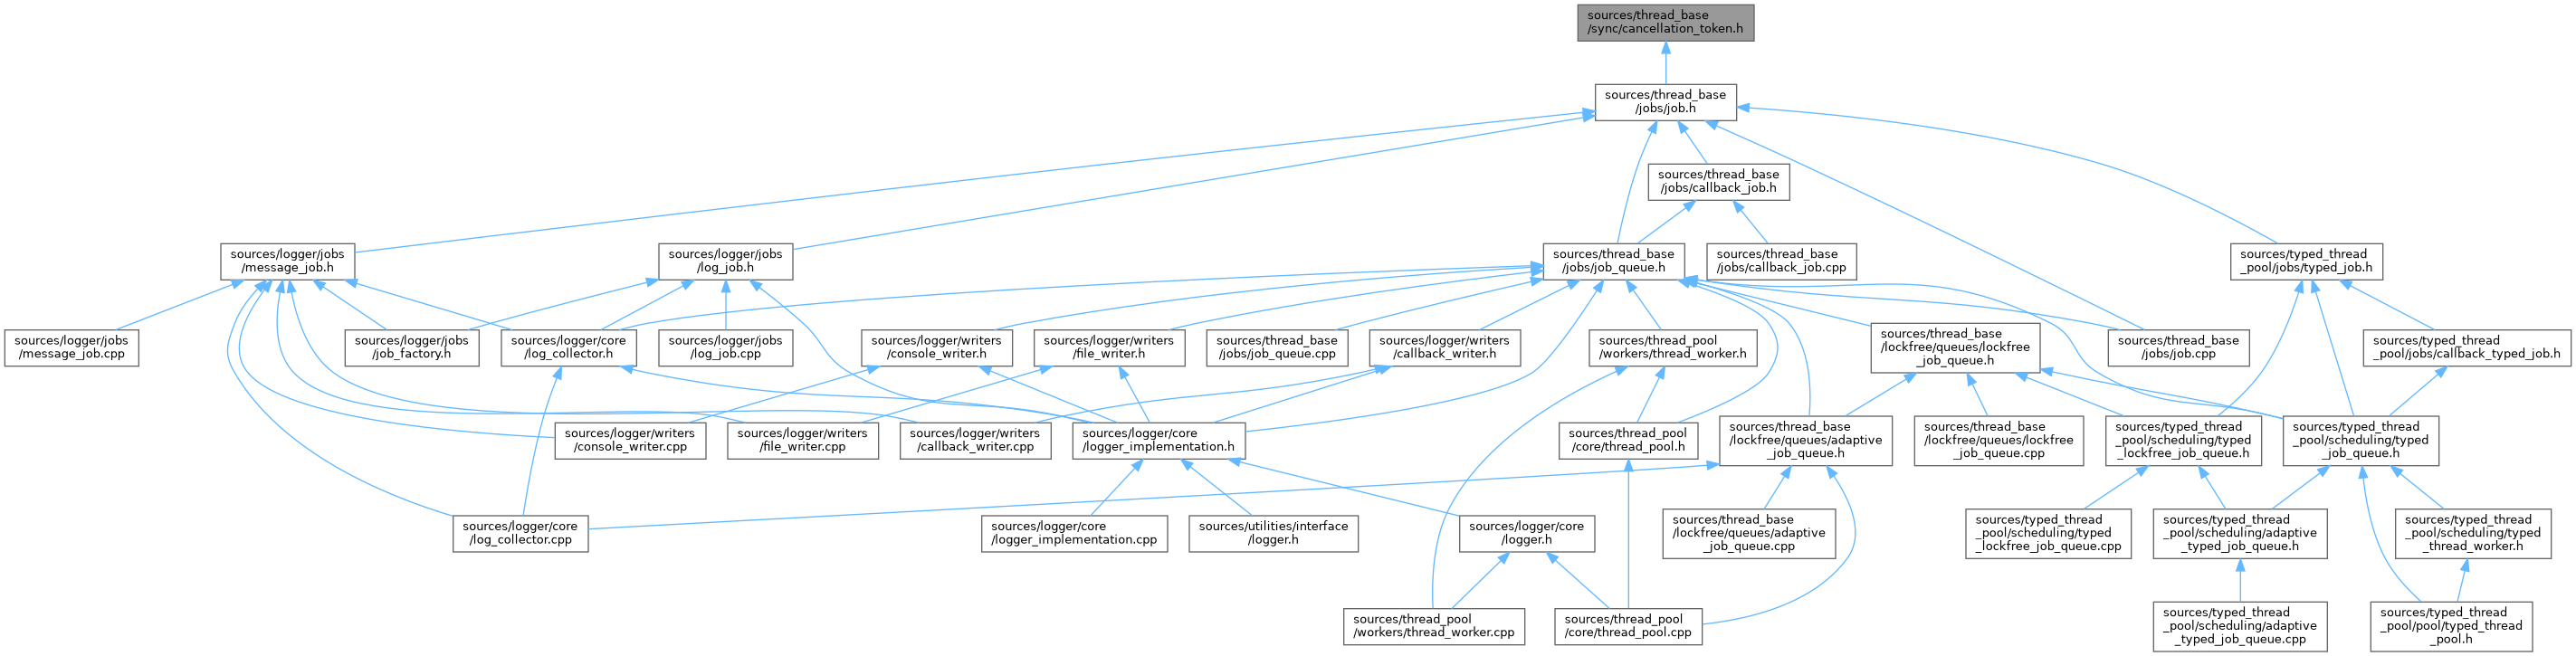 sources/thread_base
/sync/cancellation_token.h
sources/thread_base
/jobs/job.h
sources/thread_base
/jobs/callback_job.h
sources/logger/jobs
/message_job.h
sources/logger/jobs
/log_job.h
sources/thread_base
/jobs/job_queue.h
sources/thread_base
/jobs/callback_job.cpp
sources/typed_thread
_pool/jobs/typed_job.h
sources/logger/jobs
/message_job.cpp
sources/logger/jobs
/job_factory.h
sources/logger/core
/log_collector.h
sources/logger/jobs
/log_job.cpp
sources/logger/writers
/console_writer.h
sources/logger/writers
/file_writer.h
sources/thread_base
/jobs/job_queue.cpp
sources/logger/writers
/callback_writer.h
sources/thread_pool
/workers/thread_worker.h
sources/thread_base
/lockfree/queues/lockfree
_job_queue.h
sources/thread_base
/jobs/job.cpp
sources/typed_thread
_pool/jobs/callback_typed_job.h
sources/logger/writers
/console_writer.cpp
sources/logger/writers
/file_writer.cpp
sources/logger/writers
/callback_writer.cpp
sources/logger/core
/logger_implementation.h
sources/thread_pool
/core/thread_pool.h
sources/thread_base
/lockfree/queues/adaptive
_job_queue.h
sources/thread_base
/lockfree/queues/lockfree
_job_queue.cpp
sources/typed_thread
_pool/scheduling/typed
_lockfree_job_queue.h
sources/typed_thread
_pool/scheduling/typed
_job_queue.h
sources/logger/core
/log_collector.cpp
sources/logger/core
/logger_implementation.cpp
sources/utilities/interface
/logger.h
sources/logger/core
/logger.h
sources/thread_base
/lockfree/queues/adaptive
_job_queue.cpp
sources/typed_thread
_pool/scheduling/typed
_lockfree_job_queue.cpp
sources/typed_thread
_pool/scheduling/adaptive
_typed_job_queue.h
sources/typed_thread
_pool/scheduling/typed
_thread_worker.h
sources/thread_pool
/workers/thread_worker.cpp
sources/thread_pool
/core/thread_pool.cpp
sources/typed_thread
_pool/scheduling/adaptive
_typed_job_queue.cpp
sources/typed_thread
_pool/pool/typed_thread
_pool.h